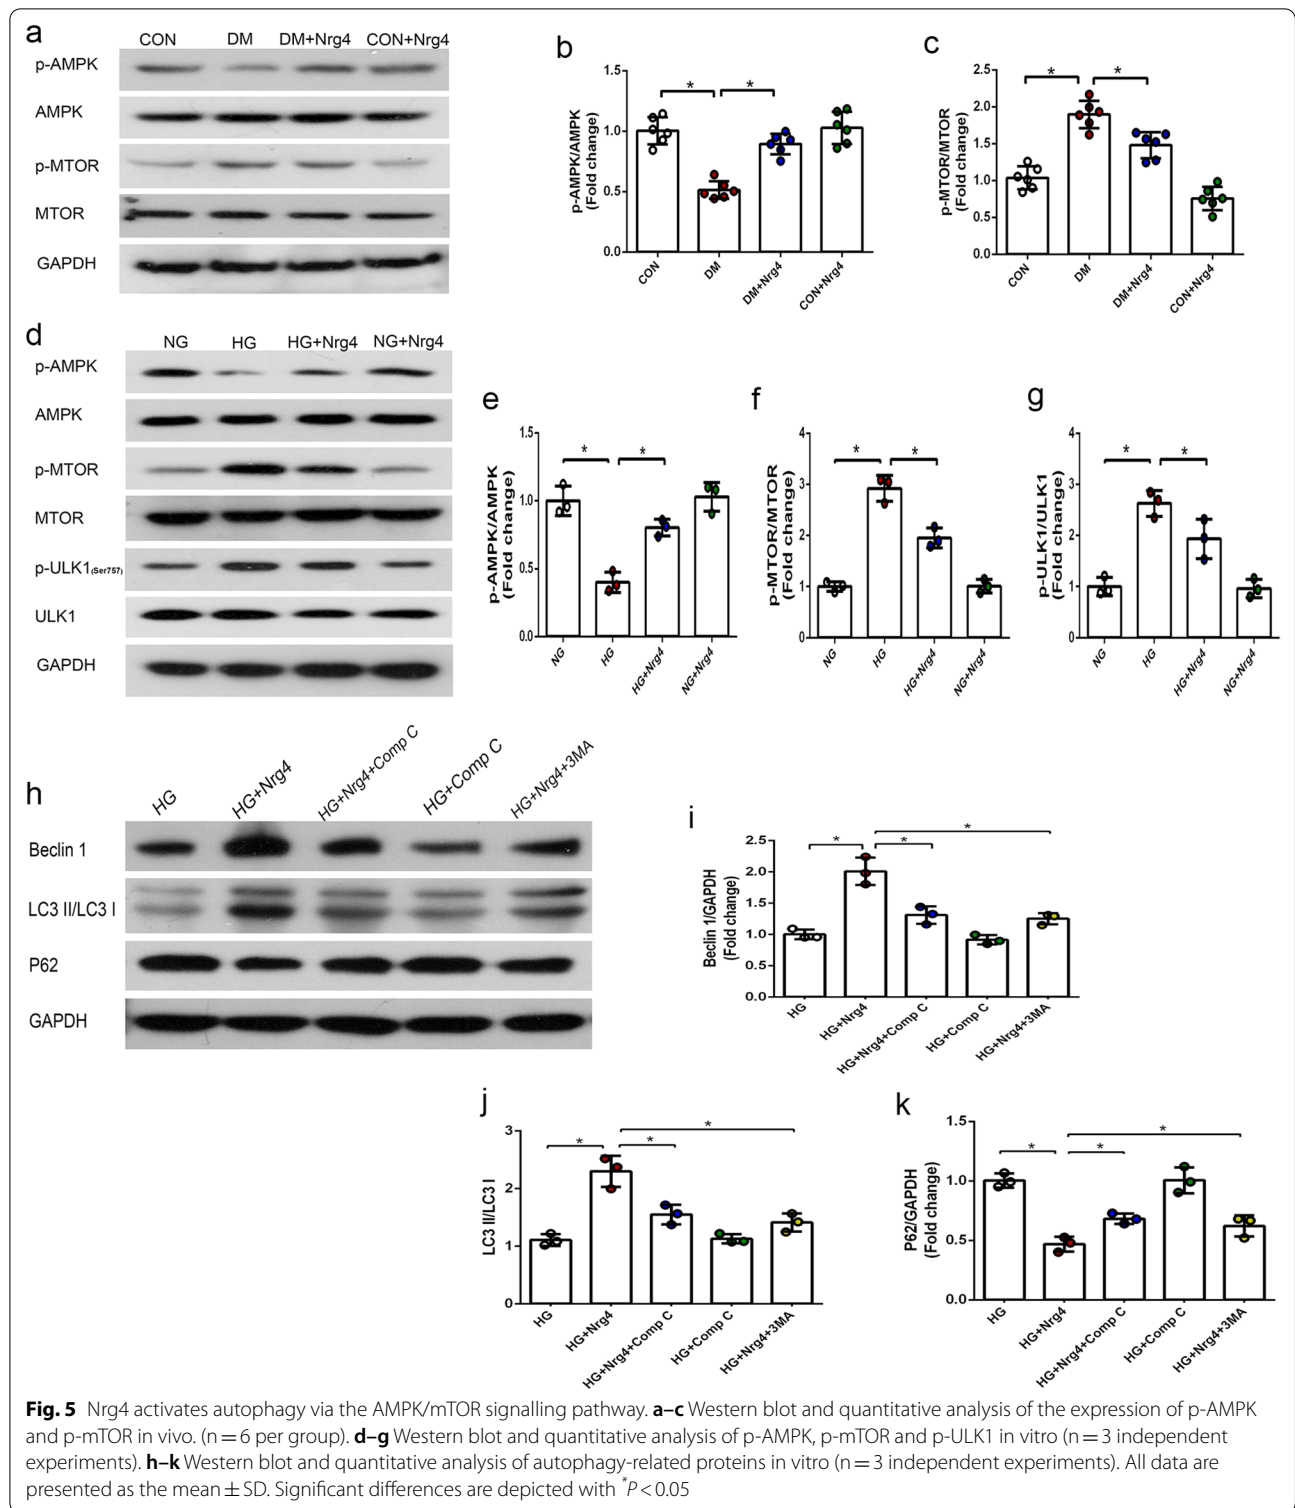 a
CON DM DM+Nrg4 CON+Nrg4
p-AMPK
AMPK
p-MTOR
MTOR
GAPDH
b
p-AMPK/AMPK
(Fold change)
1.5
1.0
0.5
0.0
* *
CON DM DM+Nrg4 CON+Nrg4
c
p-MTOR/MTOR
(Fold change)
2.5
2.0
1.5
1.0
0.5
0.0
* *
CON DM DM+Nrg4 CON+Nrg4
d
NG HG HG+Nrg4 NG+Nrg4
p-AMPK
AMPK
p-MTOR
MTOR
p-ULK1(Ser757)
ULK1
GAPDH
e
p-AMPK/AMPK
(Fold change)
1.5
1.0
0.5
0.0
* *
NG HG HG+Nrg4 NG+Nrg4
f
p-MTOR/MTOR
(Fold change)
4
3
2
1
0
* *
NG HG HG+Nrg4 NG+Nrg4
g
p-ULK1/ULK1
(Fold change)
4
3
2
1
0
* *
NG HG HG+Nrg4 NG+Nrg4
h
HG HG+Nrg4 HG+Nrg4+Comp C HG+Comp C HG+Nrg4+3MA
Beclin 1
LC3 II/LC3 I
P62
GAPDH
i
Beclin 1/GAPDH
(Fold change)
2.5
2.0
1.5
1.0
0.5
0.0
* * *
HG HG+Nrg4 HG+Nrg4+Comp C HG+Comp C HG+Nrg4+3MA
j
LC3 II/LC3 I
3
2
1
0
* * *
HG HG+Nrg4 HG+Nrg4+Comp C HG+Comp C HG+Nrg4+3MA
k
P62/GAPDH
(Fold change)
1.5
1.0
0.5
0.0
* * *
HG HG+Nrg4 HG+Nrg4+Comp C HG+Comp C HG+Nrg4+3MA
Fig. 5 Nrg4 activates autophagy via the AMPK/mTOR signalling pathway. a–c Western blot and quantitative analysis of the expression of p-AMPK
and p-mTOR in vivo. (n = 6 per group). d–g Western blot and quantitative analysis of p-AMPK, p-mTOR and p-ULK1 in vitro (n = 3 independent
experiments). h–k Western blot and quantitative analysis of autophagy-related proteins in vitro (n = 3 independent experiments). All data are
presented as the mean ± SD. Significant differences are depicted with *P < 0.05